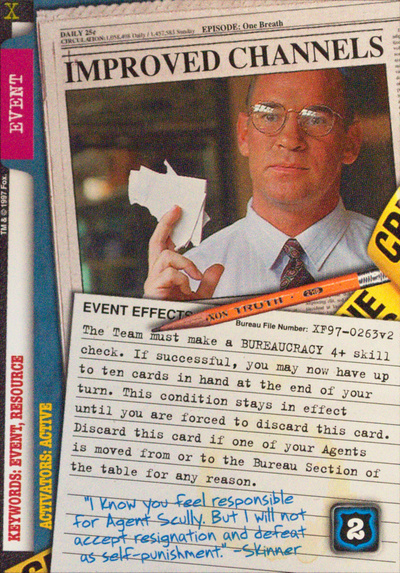 X
DAILY 25¢
EPISODE: One Breath
IMPROVED CHANNELS
EVENT
TM & © 1997 Fox.
EVENT EFFECTS
TRUTH
Bureau File Number: XF97-0263v2
The Team must make a BUREAUCRACY 4+ skill
check. If successful, you may now have up
to ten cards in hand at the end of your
turn. This condition stays in effect
until you are forced to discard this card.
Discard this card if one of your Agents
is moved from or to the Bureau Section of
the table for any reason.
KEYWORDS: EVENT, RESOURCE
ACTIVATORS: ACTIVE
"I know you feel responsible
for Agent Scully. But I will not
accept resignation and defeat
as self-punishment." -Skinner
2